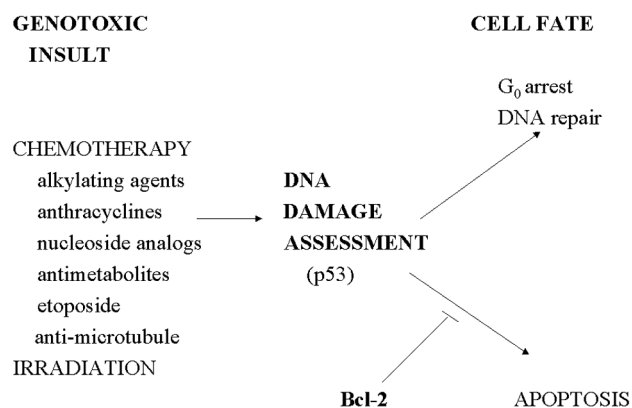 GENOTOXIC
INSULT
CELL FATE
G₀ arrest
DNA repair
CHEMOTHERAPY
alkylating agents
anthracyclines
nucleoside analogs
antimetabolites
etoposide
anti-microtubule
IRRADIATION
DNA
DAMAGE
ASSESSMENT
(p53)
Bcl-2
APOPTOSIS